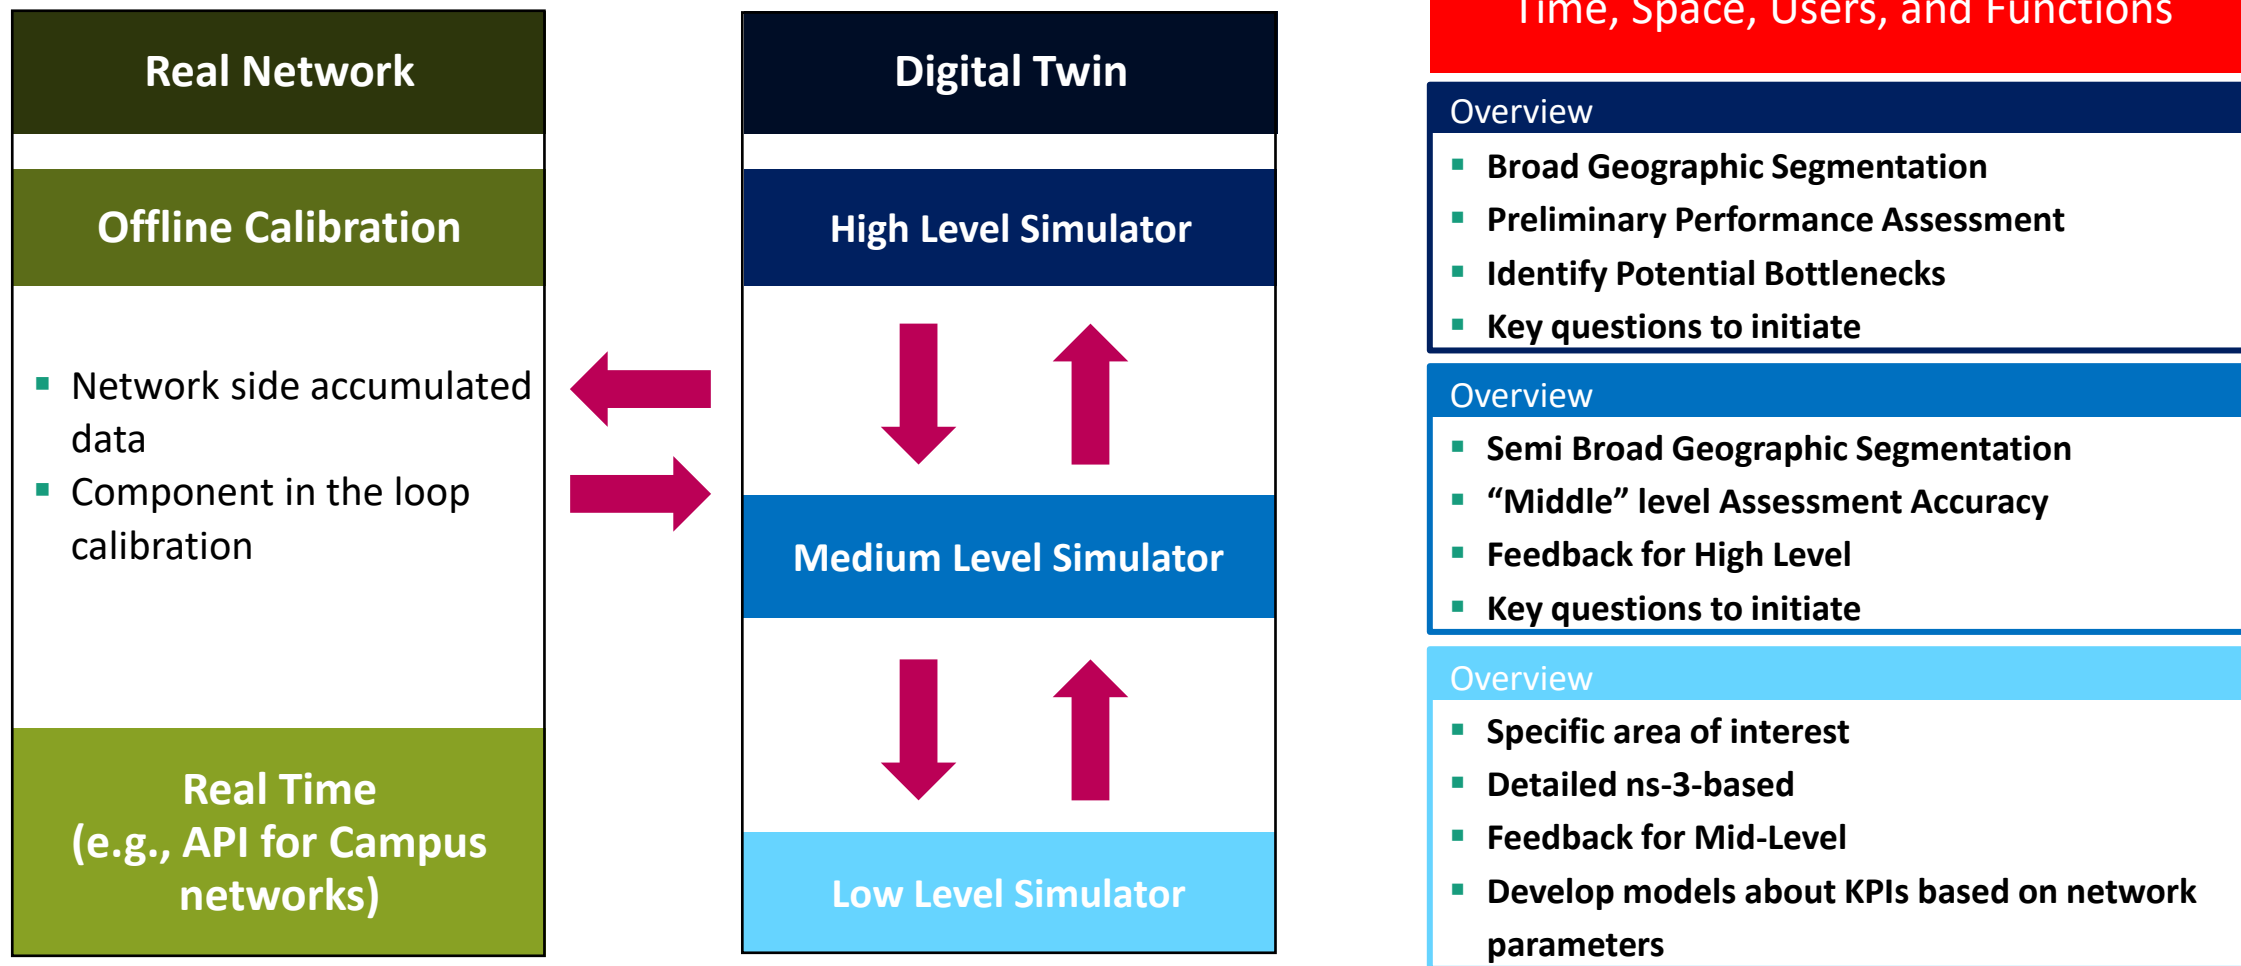 Real Network
Offline Calibration
▪ Network side accumulated
data
▪ Component in the loop
calibration
Real Time
(e.g., API for Campus
networks)
Digital Twin
High Level Simulator
Medium Level Simulator
Low Level Simulator
Time, Space, Users, and Functions
Overview
▪ Broad Geographic Segmentation
▪ Preliminary Performance Assessment
▪ Identify Potential Bottlenecks
▪ Key questions to initiate
Overview
▪ Semi Broad Geographic Segmentation
▪ “Middle” level Assessment Accuracy
▪ Feedback for High Level
▪ Key questions to initiate
Overview
▪ Specific area of interest
▪ Detailed ns-3-based
▪ Feedback for Mid-Level
▪ Develop models about KPIs based on network
parameters